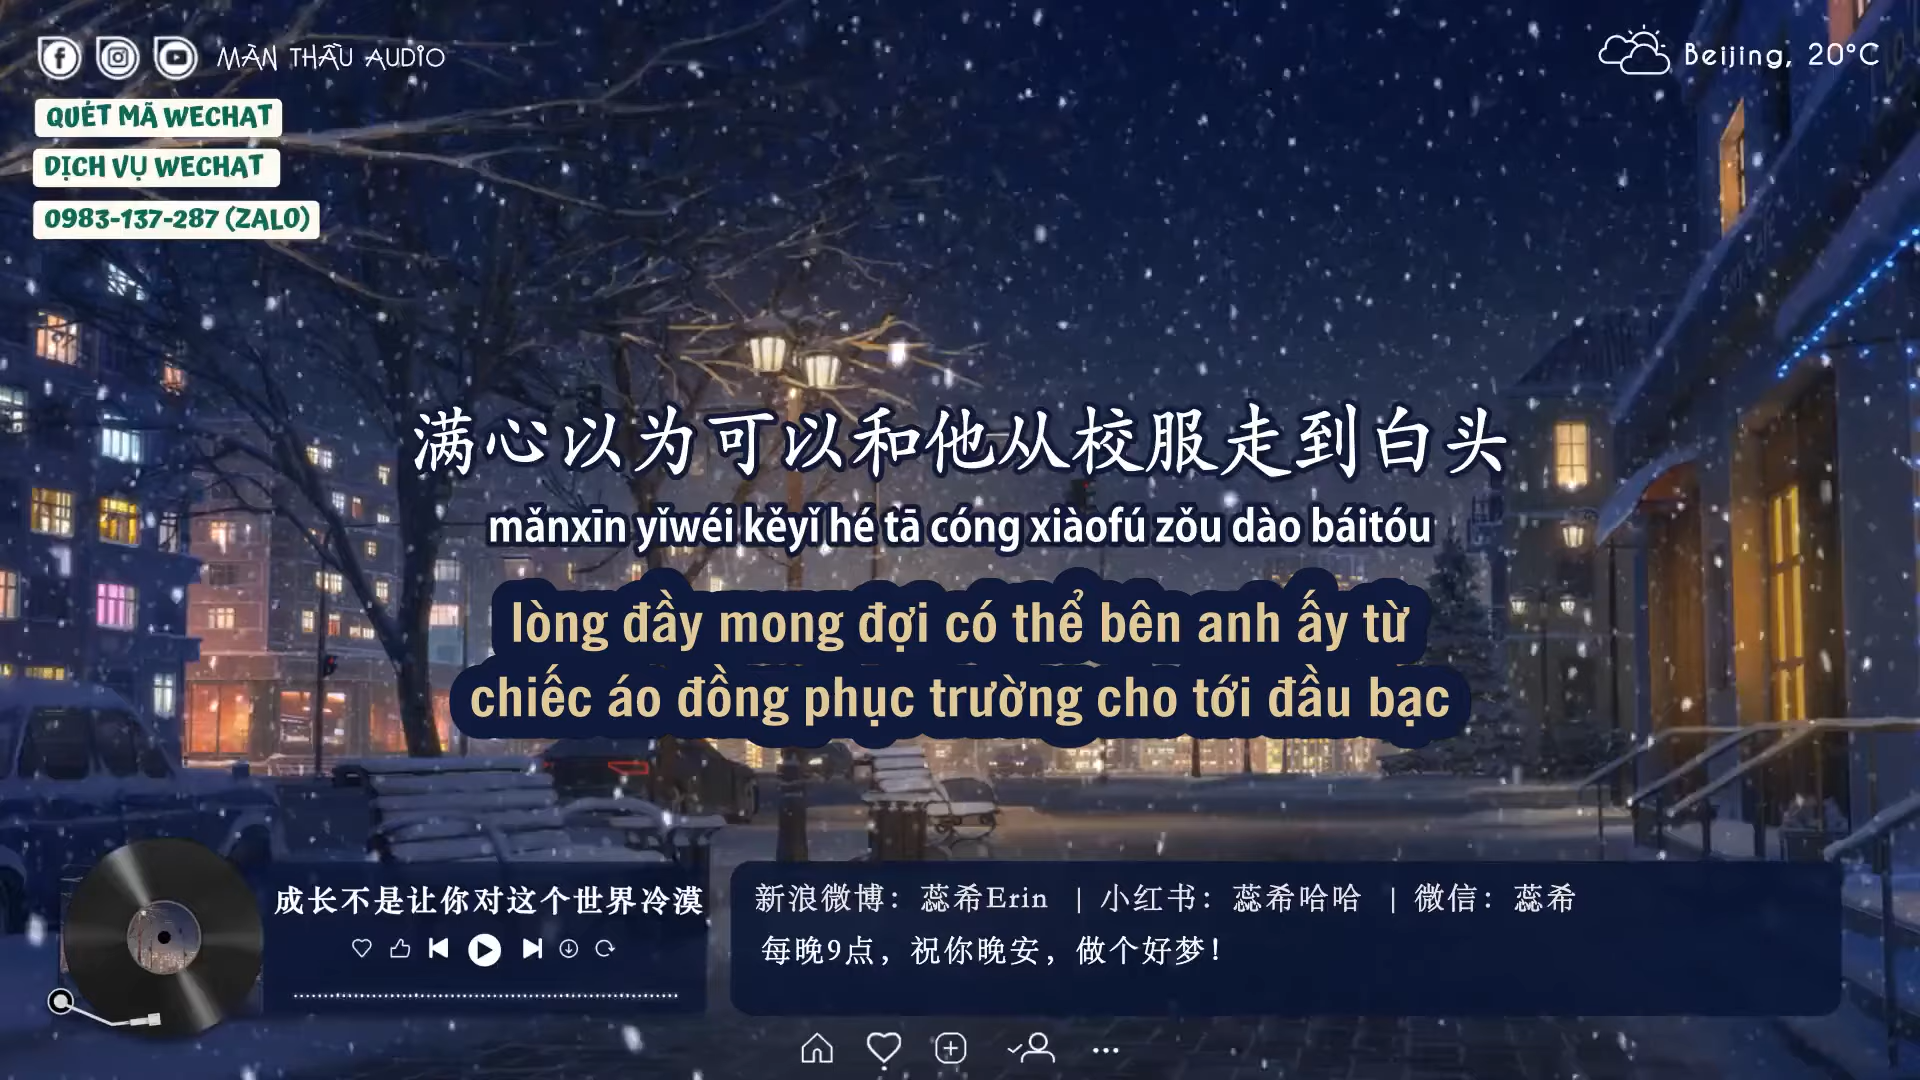 MÀN THẦU AUDIO
Beijing, 20°C
QUÉT MÃ WECHAT
DỊCH VỤ WECHAT
0983-137-287 (ZALO)
满心以为可以和他从校服走到白头
mǎnxīn yǐwéi kěyǐ hé tā cóng xiàofú zǒu dào báitóu
lòng đầy mong đợi có thể bên anh ấy từ
chiếc áo đồng phục trường cho tới đầu bạc
成长不是让你对这个世界冷漠
新浪微博：蕊希Erin | 小红书：蕊希哈哈 | 微信：蕊希
每晚9点，祝你晚安，做个好梦！